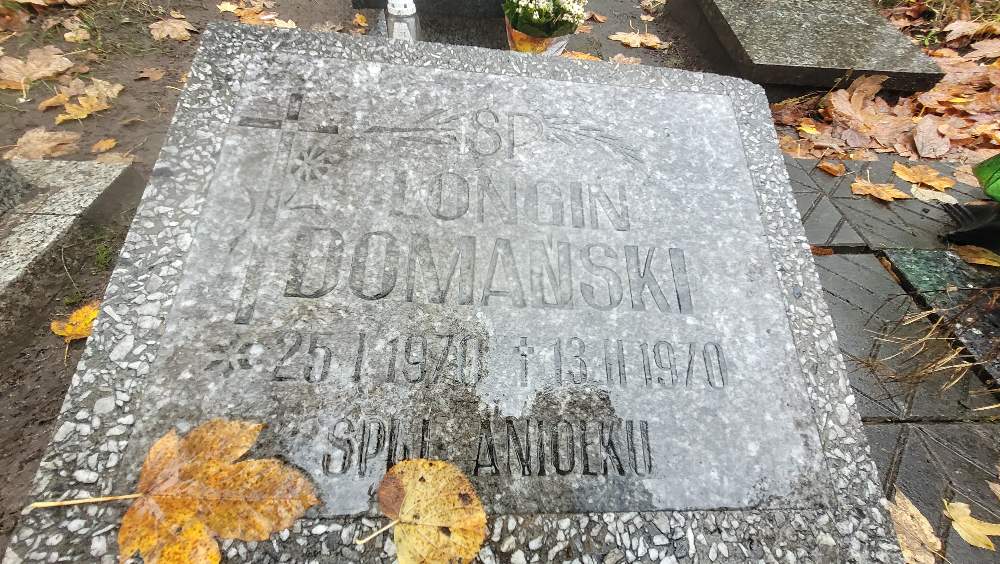 ŚP
LONGIN
DOMAŃSKI
* 25 I 1970 † 13 II 1970
ŚPIJ ANIOŁKU